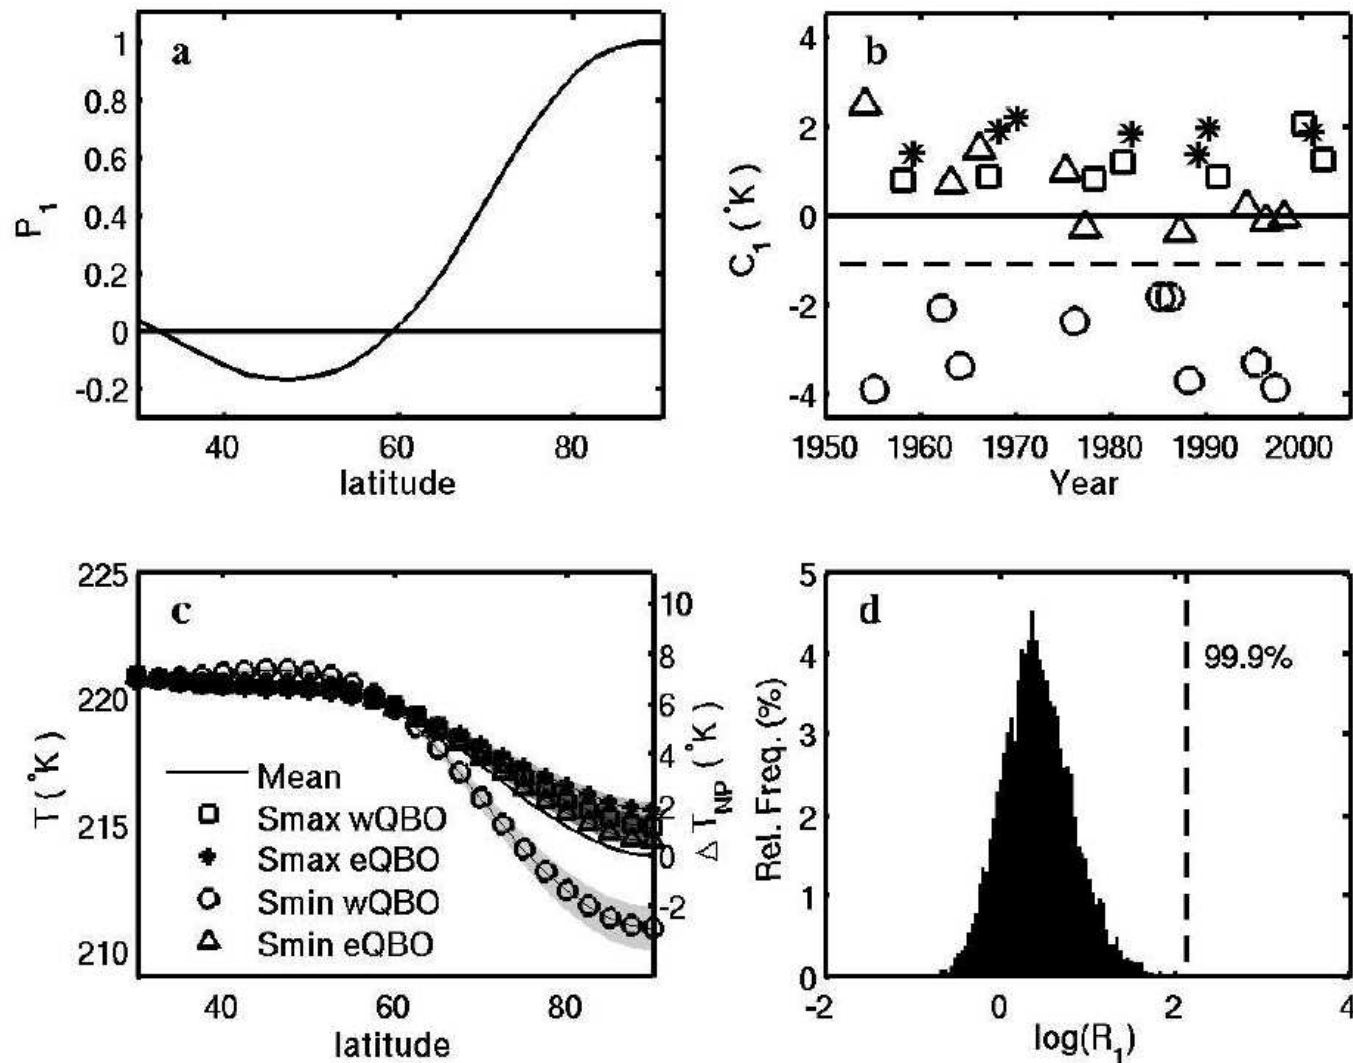 a
1
0.8
0.6
0.4
0.2
0
-0.2
P1
40 60 80
latitude
b
4
2
0
-2
-4
C1 (°K)
1950 1960 1970 1980 1990 2000
Year
c
225
220
215
210
T (°K)
10
8
6
4
2
0
-2
Δ TNP (°K)
Mean
Smax wQBO
Smax eQBO
Smin wQBO
Smin eQBO
40 60 80
latitude
d
5
4
3
2
1
0
Rel. Freq. (%)
99.9%
-2 0 2 4
log(R1)